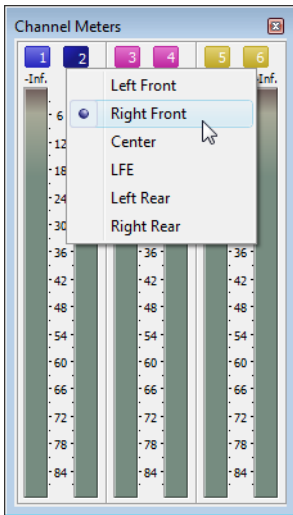 Channel Meters
1 2 3 4 5 6
-Inf. Inf.
Left Front
6 Right Front
12 Center
18 LFE
24 Left Rear
30 Right Rear
36 36 36
42 42 42
48 48 48
54 54 54
60 60 60
66 66 66
72 72 72
78 78 78
84 84 84